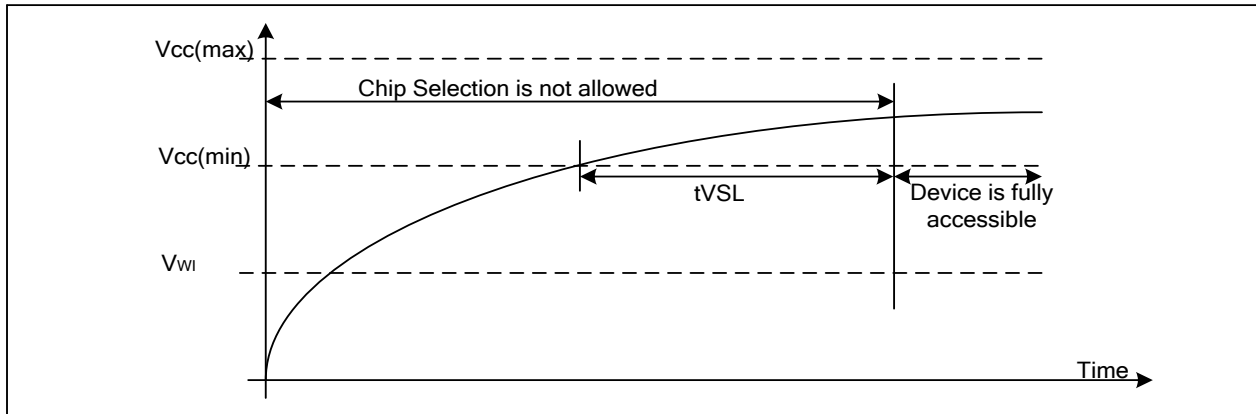 Vcc(max)
Chip Selection is not allowed
Vcc(min)
tVSL
Device is fully
accessible
VWI
Time